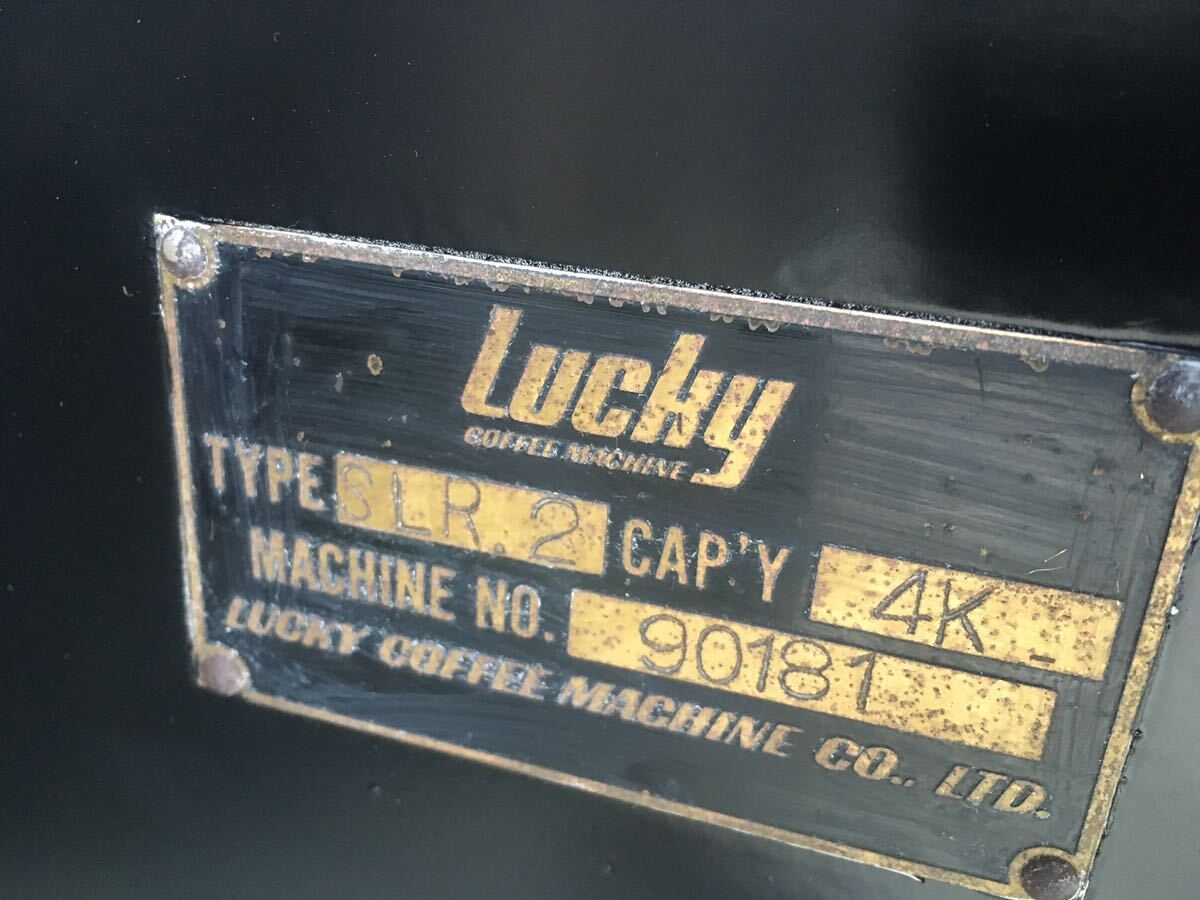 Lucky
COFFEE MACHINE
TYPE SLR.2 CAP'Y 4K
MACHINE NO. 90181
LUCKY COFFEE MACHINE CO., LTD.